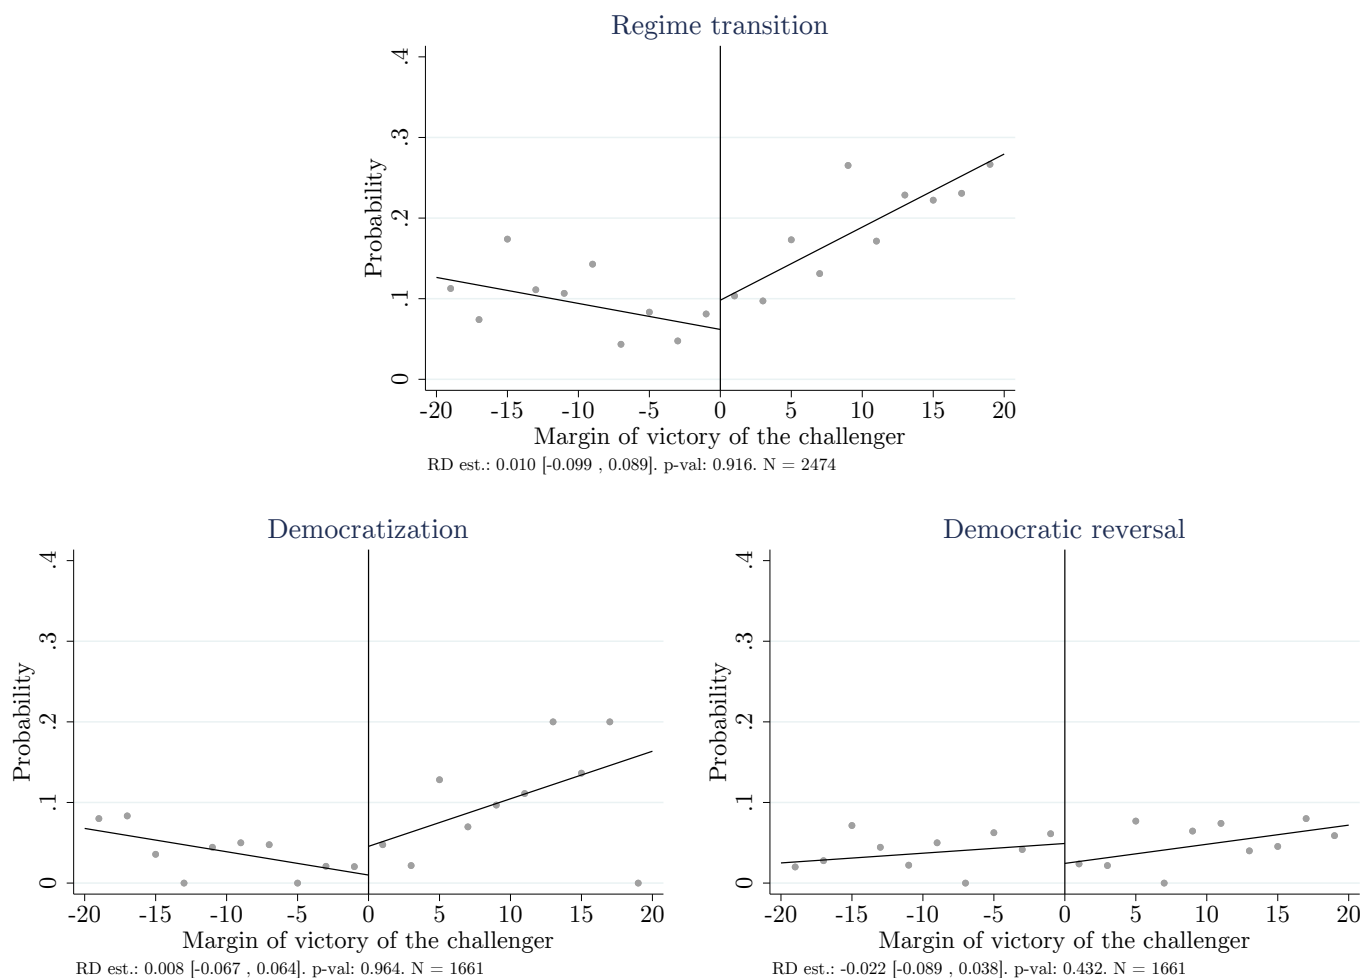 Regime transition
.4
.3
.2
.1
0
Probability
-20 -15 -10 -5 0 5 10 15 20
Margin of victory of the challenger
RD est.: 0.010 [-0.099 , 0.089]. p-val: 0.916. N = 2474
Democratization
.4
.3
.2
.1
0
Probability
-20 -15 -10 -5 0 5 10 15 20
Margin of victory of the challenger
RD est.: 0.008 [-0.067 , 0.064]. p-val: 0.964. N = 1661
Democratic reversal
.4
.3
.2
.1
0
Probability
-20 -15 -10 -5 0 5 10 15 20
Margin of victory of the challenger
RD est.: -0.022 [-0.089 , 0.038]. p-val: 0.432. N = 1661